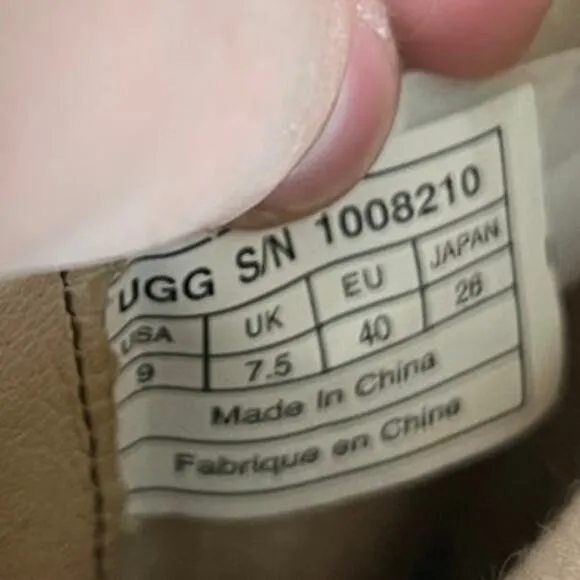 UGG S/N 1008210
USA UK EU JAPAN
9 7.5 40 26
Made In China
Fabrique en Chine